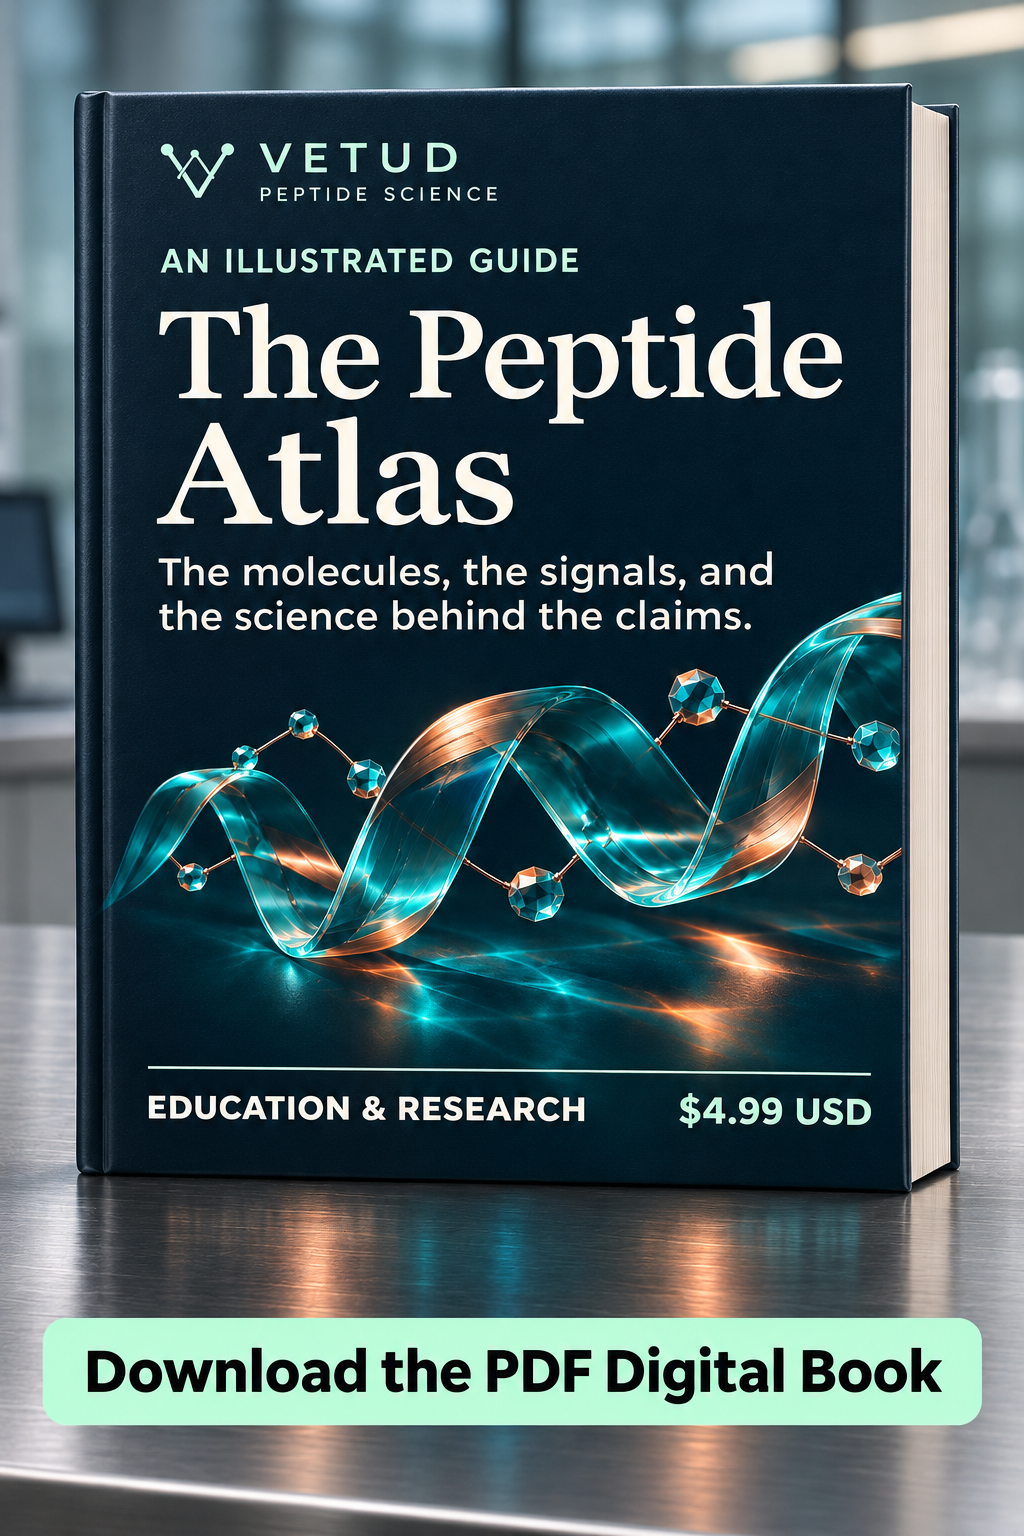 VETUD
PEPTIDE SCIENCE
AN ILLUSTRATED GUIDE
The Peptide
Atlas
The molecules, the signals, and
the science behind the claims.
EDUCATION & RESEARCH
$4.99 USD
Download the PDF Digital Book